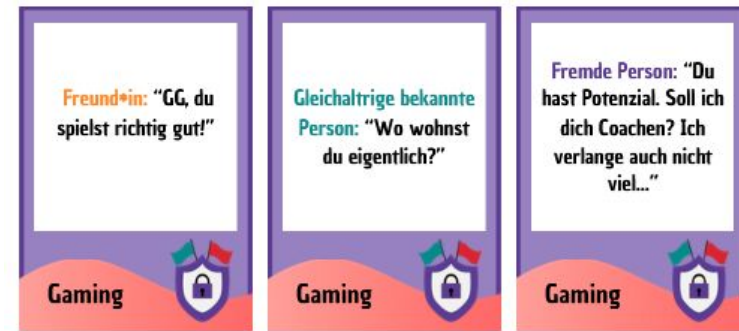 Freund*in: “GG, du
spielst richtig gut!”
Gaming
Gleichaltrige bekannte
Person: “Wo wohnst
du eigentlich?”
Gaming
Fremde Person: “Du
hast Potenzial. Soll ich
dich Coachen? Ich
verlange auch nicht
viel...”
Gaming